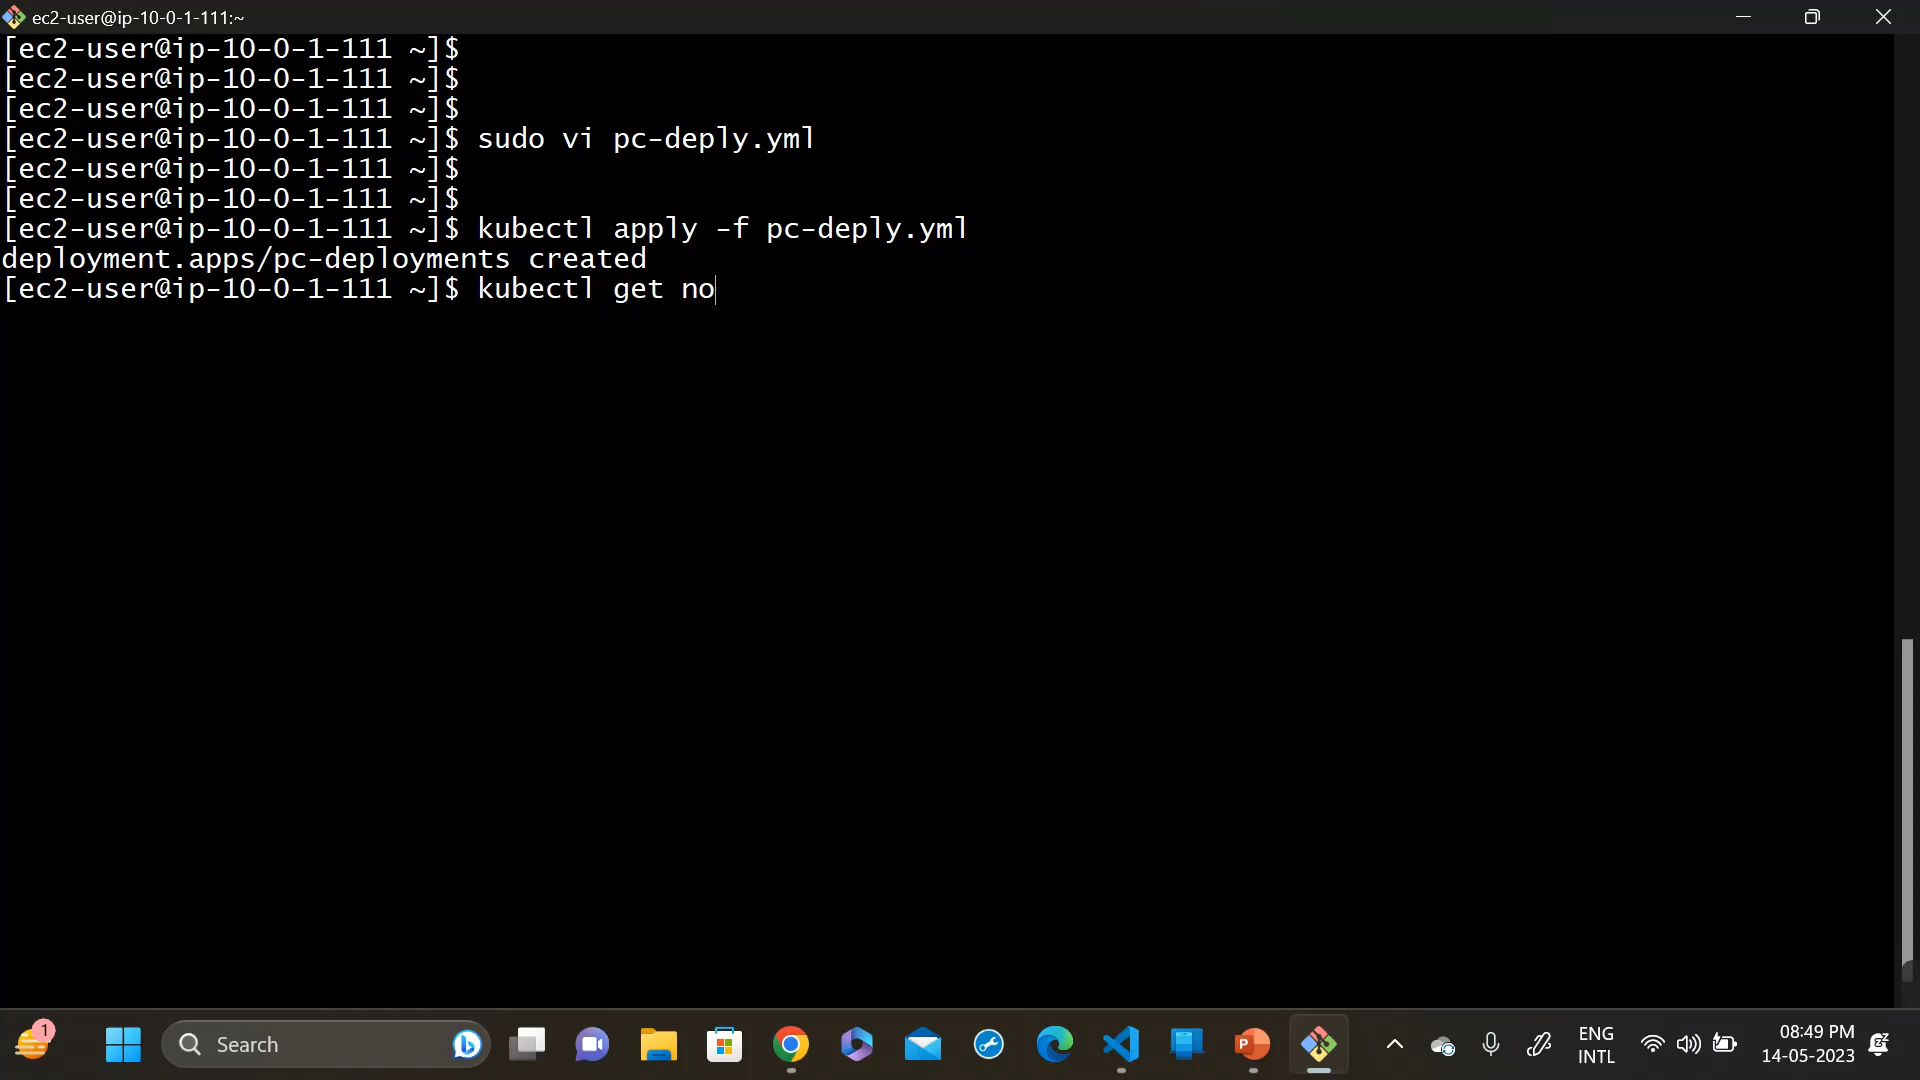 ec2-user@ip-10-0-1-111:~
[ec2-user@ip-10-0-1-111 ~]$
[ec2-user@ip-10-0-1-111 ~]$
[ec2-user@ip-10-0-1-111 ~]$
[ec2-user@ip-10-0-1-111 ~]$ sudo vi pc-deply.yml
[ec2-user@ip-10-0-1-111 ~]$
[ec2-user@ip-10-0-1-111 ~]$
[ec2-user@ip-10-0-1-111 ~]$ kubectl apply -f pc-deply.yml
deployment.apps/pc-deployments created
[ec2-user@ip-10-0-1-111 ~]$ kubectl get no
1
Search
P
ENG
INTL
08:49 PM
14-05-2023